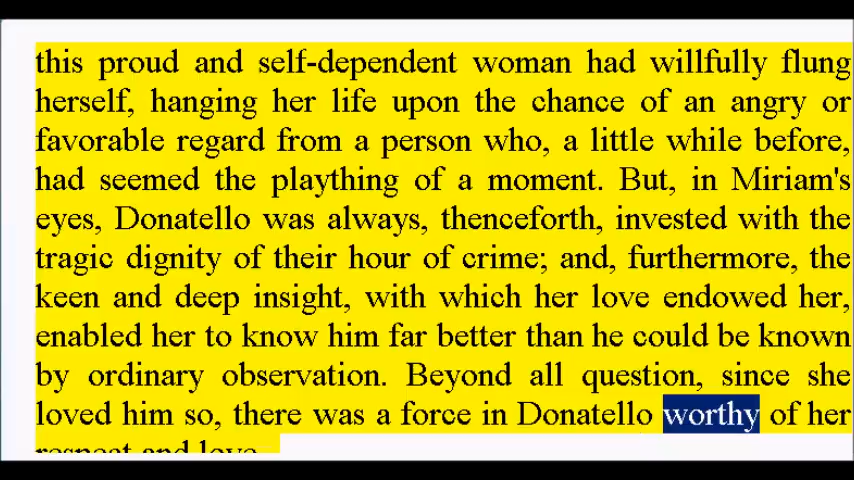 this proud and self-dependent woman had willfully flung
herself, hanging her life upon the chance of an angry or
favorable regard from a person who, a little while before,
had seemed the plaything of a moment. But, in Miriam's
eyes, Donatello was always, thenceforth, invested with the
tragic dignity of their hour of crime; and, furthermore, the
keen and deep insight, with which her love endowed her,
enabled her to know him far better than he could be known
by ordinary observation. Beyond all question, since she
loved him so, there was a force in Donatello worthy of her
respect and love.